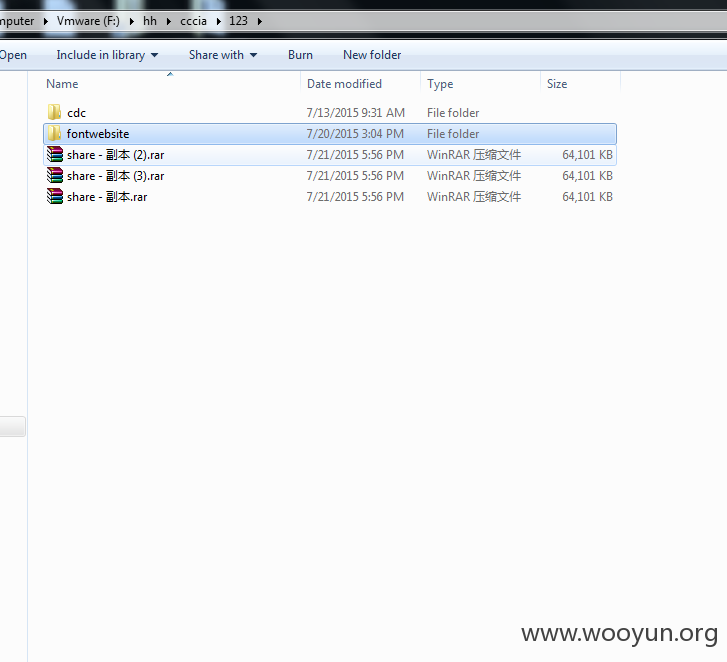 mputer ▸ Vmware (F:) ▸ hh ▸ cccia ▸ 123 ▸
Open Include in library ▼ Share with ▼ Burn New folder
Name Date modified Type Size
cdc 7/13/2015 9:31 AM File folder
fontwebsite 7/20/2015 3:04 PM File folder
share - 副本 (2).rar 7/21/2015 5:56 PM WinRAR 压缩文件 64,101 KB
share - 副本 (3).rar 7/21/2015 5:56 PM WinRAR 压缩文件 64,101 KB
share - 副本.rar 7/21/2015 5:56 PM WinRAR 压缩文件 64,101 KB
www.wooyun.org